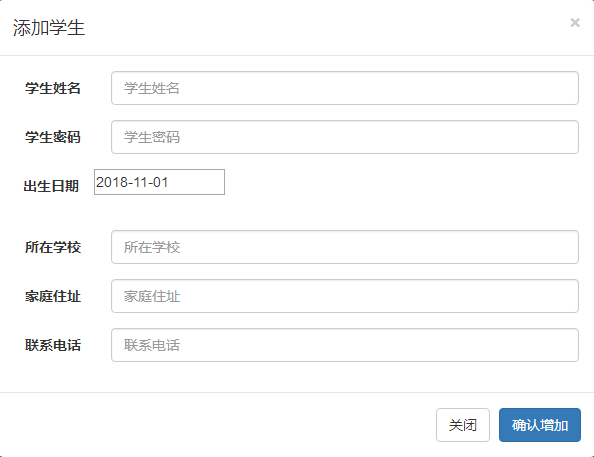 添加学生 ×
学生姓名 学生姓名
学生密码 学生密码
出生日期 2018-11-01
所在学校 所在学校
家庭住址 家庭住址
联系电话 联系电话
关闭 确认增加